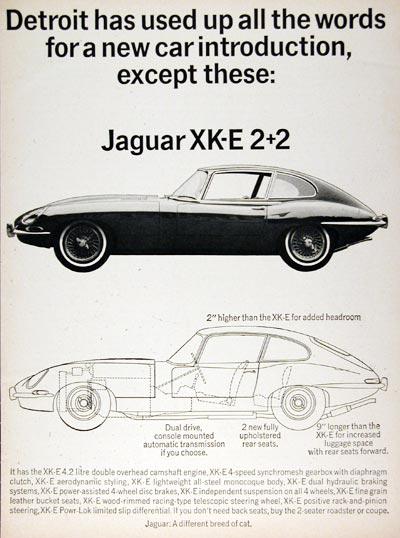 Detroit has used up all the words
for a new car introduction,
except these:
Jaguar XK-E 2+2
2" higher than the XK-E for added headroom
Dual drive,
console mounted
automatic transmission
if you choose.
2 new fully
upholstered
rear seats.
9" longer than the
XK-E for increased
luggage space
with rear seats forward.
It has the XK-E 4.2 litre double overhead camshaft engine, XK-E 4-speed synchromesh gearbox with diaphragm
clutch, XK-E aerodynamic styling, XK-E lightweight all-steel monocoque body, XK-E dual hydraulic braking
systems, XK-E power-assisted 4-wheel disc brakes, XK-E independent suspension on all 4 wheels, XK-E fine grain
leather bucket seats, XK-E wood-rimmed racing-type telescopic steering wheel, XK-E positive rack-and-pinion
steering, XK-E Powr-Lok limited slip differential. If you don't need back seats, buy the 2-seater roadster or coupe.
Jaguar: A different breed of cat.